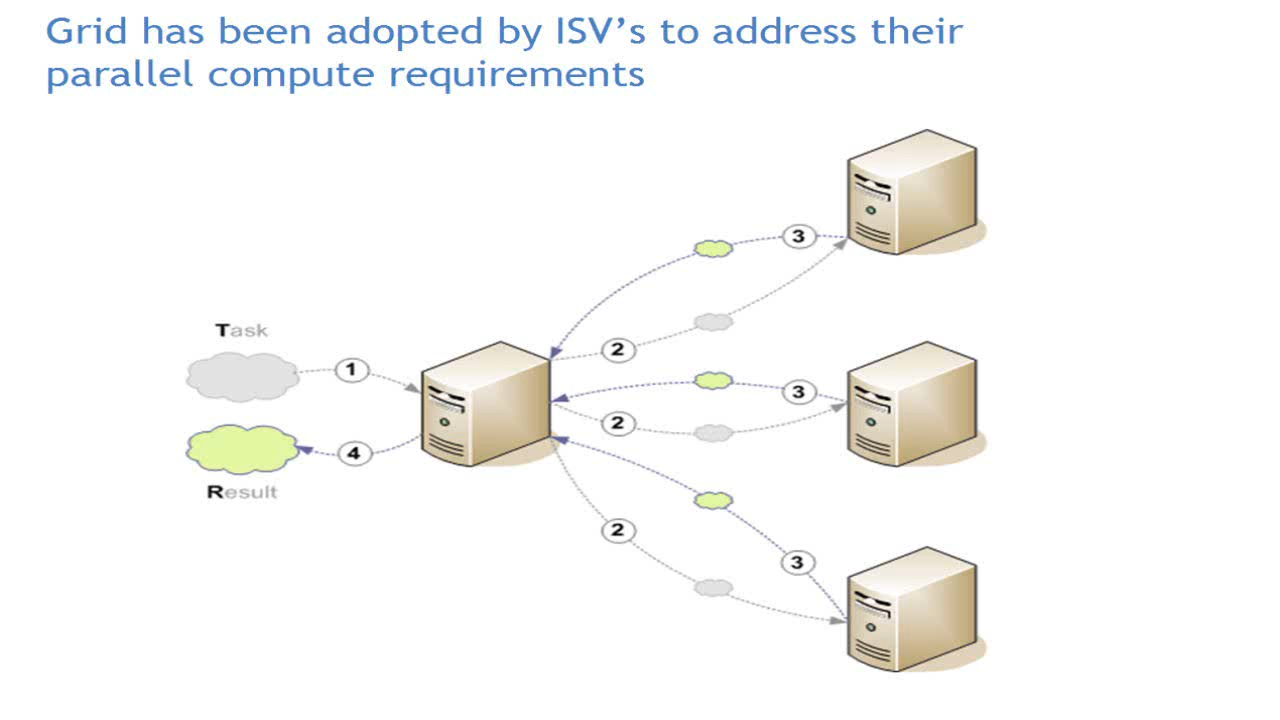 Grid has been adopted by ISV’s to address their
parallel compute requirements
3
2
Task
1
3
2
4
Result
2
3